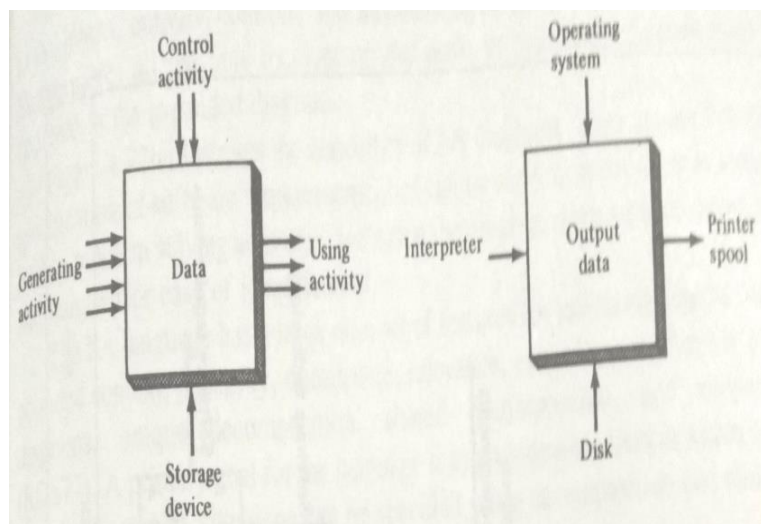 Control
activity
Generating
activity
Data
Using
activity
Storage
device
Operating
system
Interpreter
Output
data
Printer
spool
Disk